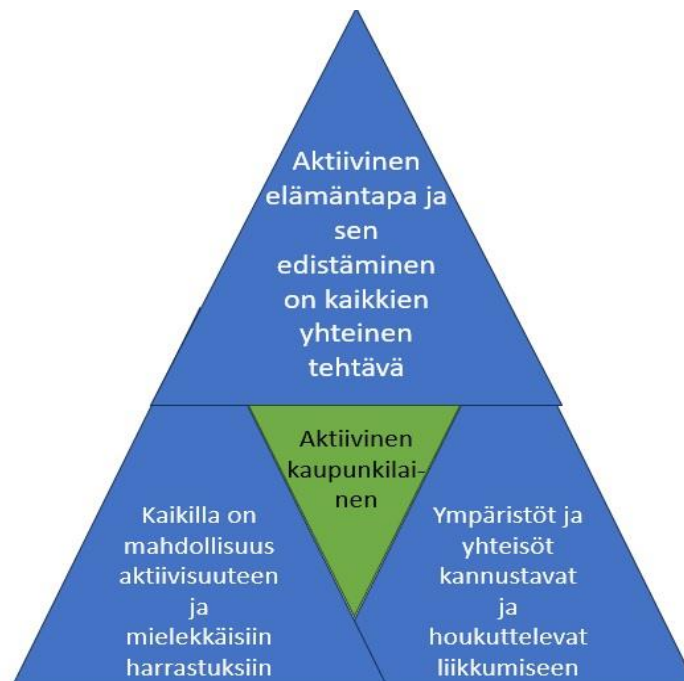 Aktiivinen
elämäntapa ja
sen
edistäminen
on kaikkien
yhteinen
tehtävä
Aktiivinen
kaupunkilai-
nen
Kaikilla on
mahdollisuus
aktiivisuuteen
ja
mielekkäisiin
harrastuksiin
Ympäristöt ja
yhteisöt
kannustavat
ja
houkuttelevat
liikkumiseen